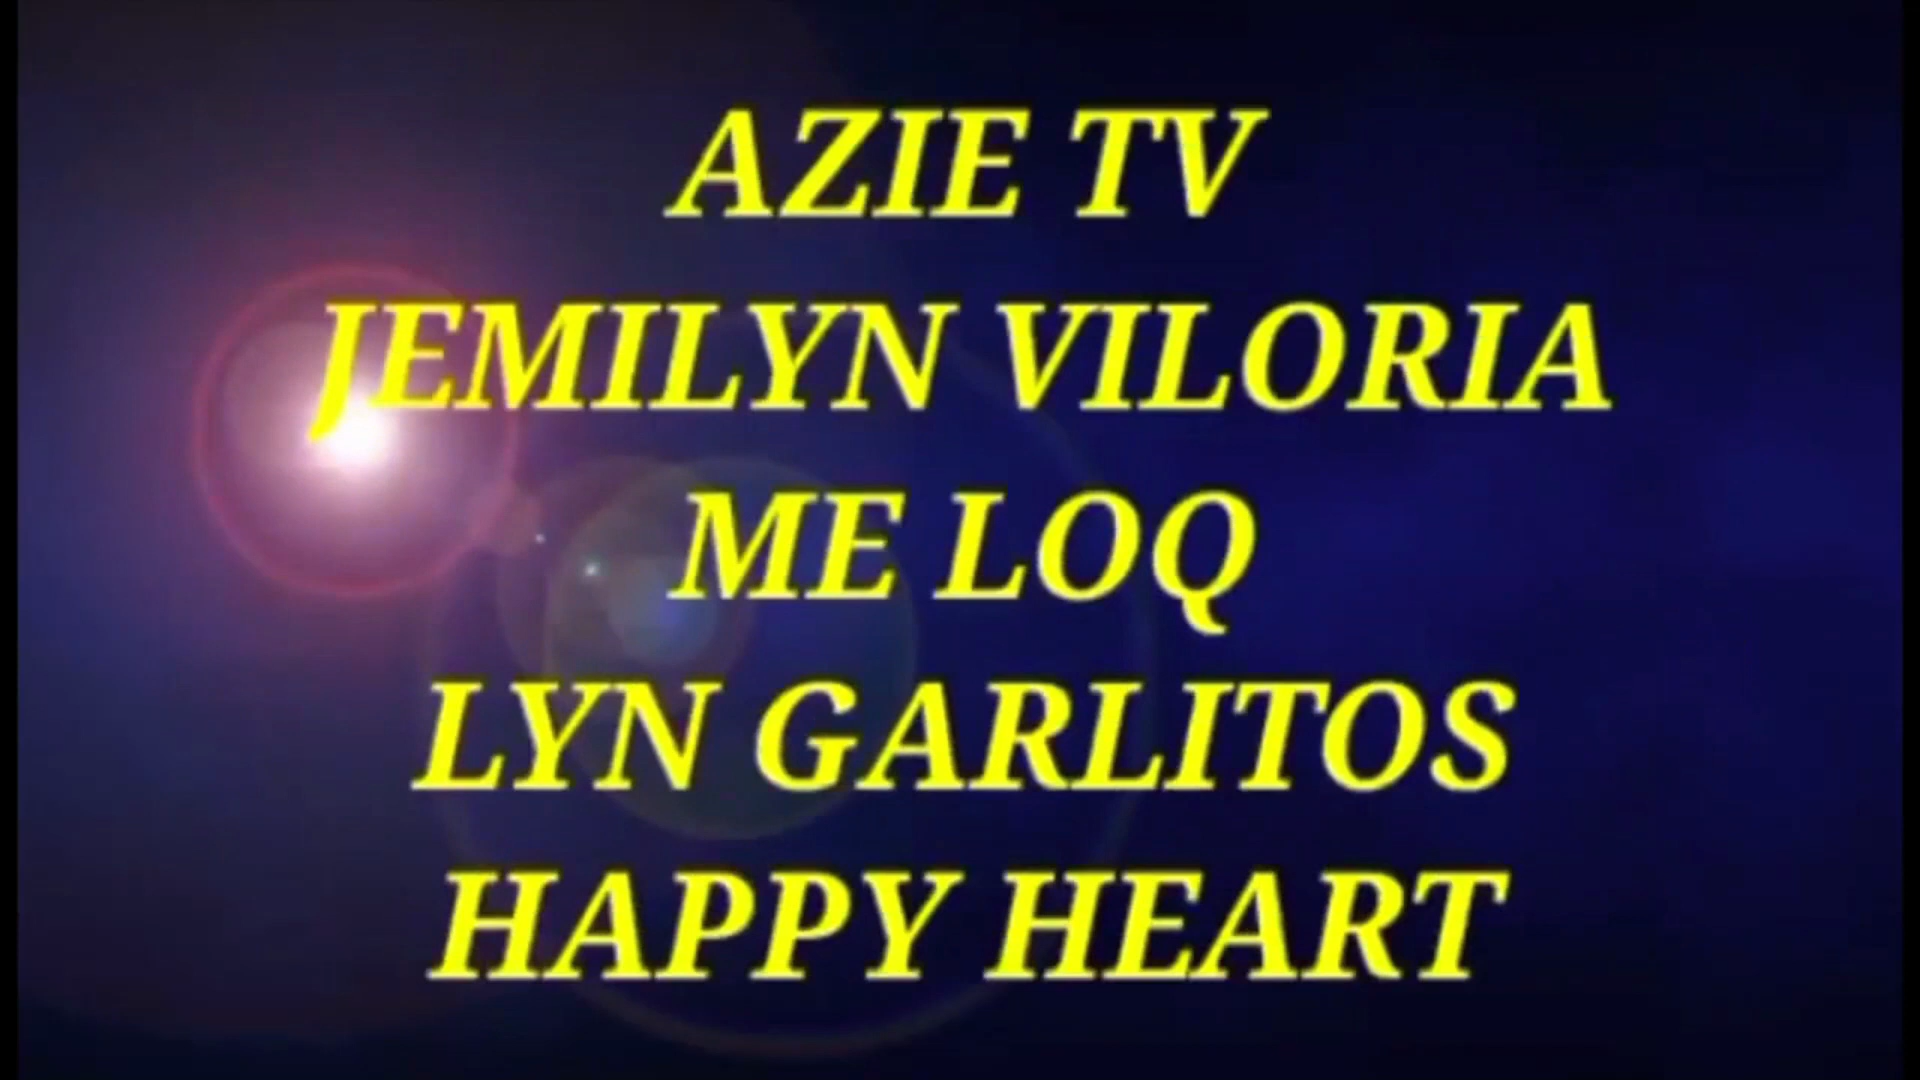 AZIE TV
JEMILYN VILORIA
ME LOQ
LYN GARLITOS
HAPPY HEART